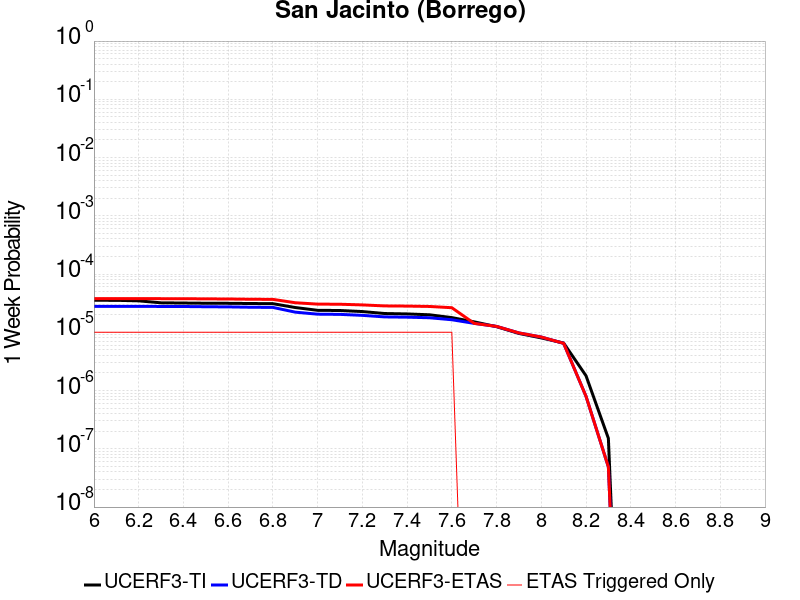 San Jacinto (Borrego)
10^0
10^-1
10^-2
10^-3
10^-4
10^-5
10^-6
10^-7
10^-8
1 Week Probability
6 6.2 6.4 6.6 6.8 7 7.2 7.4 7.6 7.8 8 8.2 8.4 8.6 8.8 9
Magnitude
UCERF3-TI UCERF3-TD UCERF3-ETAS ETAS Triggered Only